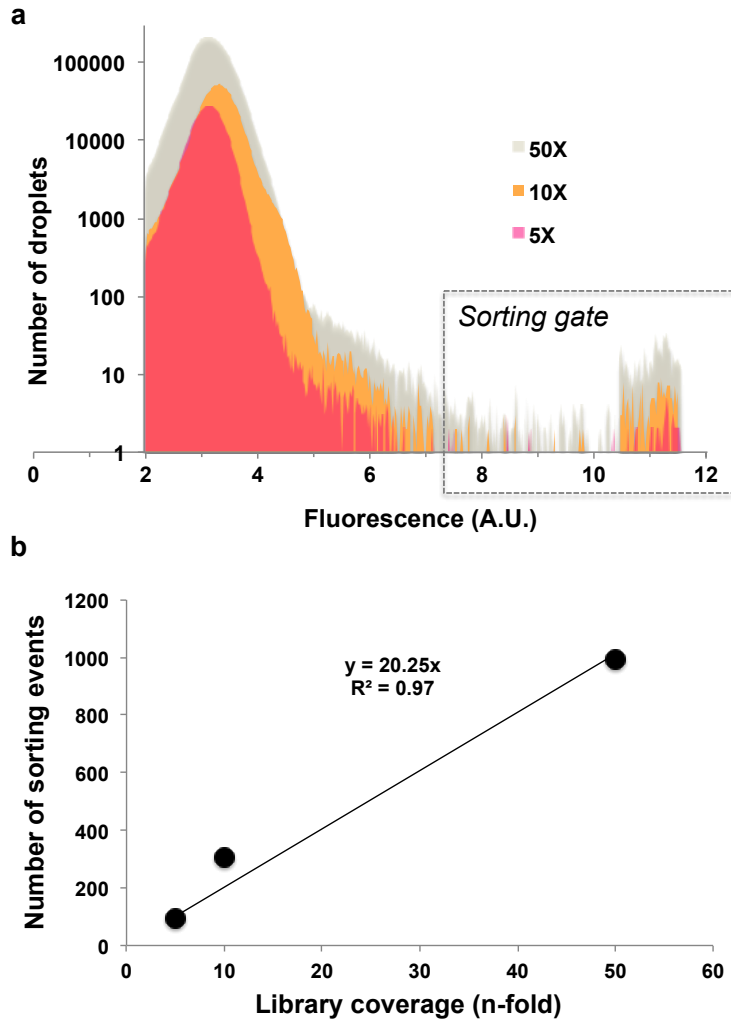 a
Number of droplets
100000
10000
1000
100
10
1
50X
10X
5X
Sorting gate
0 2 4 6 8 10 12
Fluorescence (A.U.)
b
Number of sorting events
1200
1000
800
600
400
200
0
y = 20.25x
R² = 0.97
0 10 20 30 40 50 60
Library coverage (n-fold)